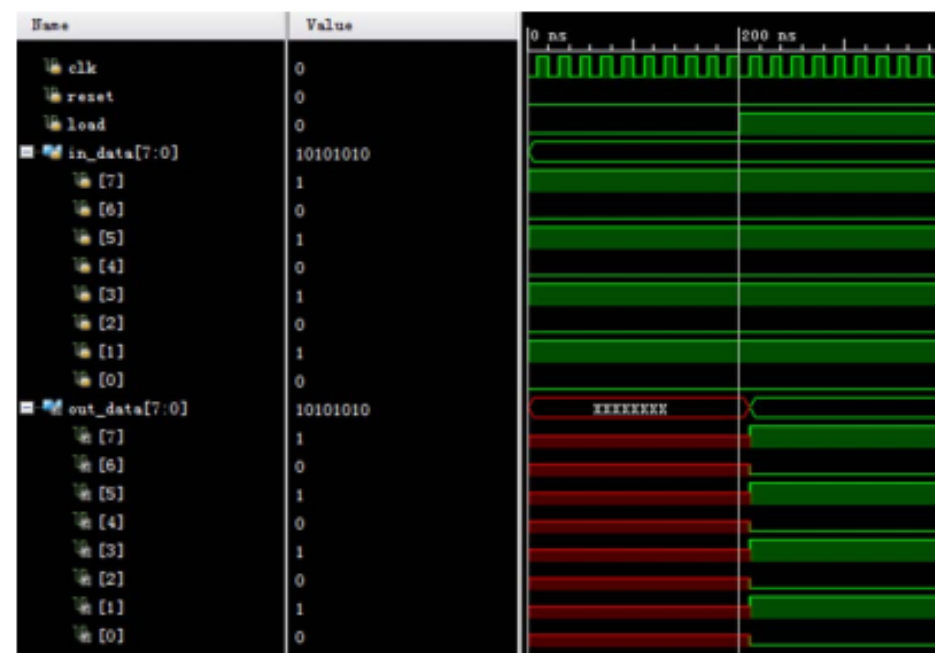 Name Value
0 ns 200 ns
clk 0
reset 0
load 0
in_data[7:0] 10101010
[7] 1
[6] 0
[5] 1
[4] 0
[3] 1
[2] 0
[1] 1
[0] 0
out_data[7:0] 10101010 XXXXXXXX
[7] 1
[6] 0
[5] 1
[4] 0
[3] 1
[2] 0
[1] 1
[0] 0